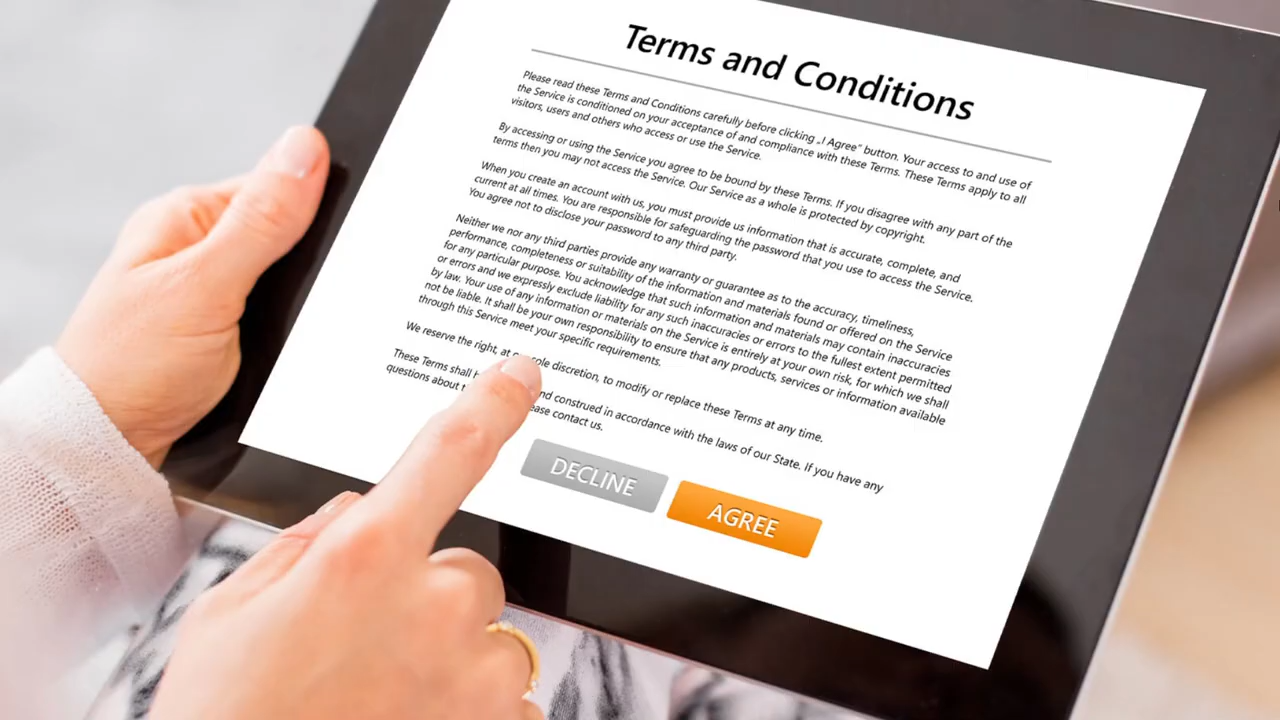 Terms and Conditions
Please read these Terms and Conditions carefully before clicking „I Agree” button. Your access to and use of
the Service is conditioned on your acceptance of and compliance with these Terms. These Terms apply to all
visitors, users and others who access or use the Service.
By accessing or using the Service you agree to be bound by these Terms. If you disagree with any part of the
terms then you may not access the Service. Our Service as a whole is protected by copyright.
When you create an account with us, you must provide us information that is accurate, complete, and
current at all times. You are responsible for safeguarding the password that you use to access the Service.
You agree not to disclose your password to any third party.
Neither we nor any third parties provide any warranty or guarantee as to the accuracy, timeliness,
performance, completeness or suitability of the information and materials found or offered on the Service
for any particular purpose. You acknowledge that such information and materials may contain inaccuracies
or errors and we expressly exclude liability for any such inaccuracies or errors to the fullest extent permitted
by law. Your use of any information or materials on the Service is entirely at your own risk, for which we shall
not be liable. It shall be your own responsibility to ensure that any products, services or information available
through this Service meet your specific requirements.
We reserve the right, at sole discretion, to modify or replace these Terms at any time.
These Terms shall and construed in accordance with the laws of our State. If you have any
questions about contact us.
DECLINE
AGREE